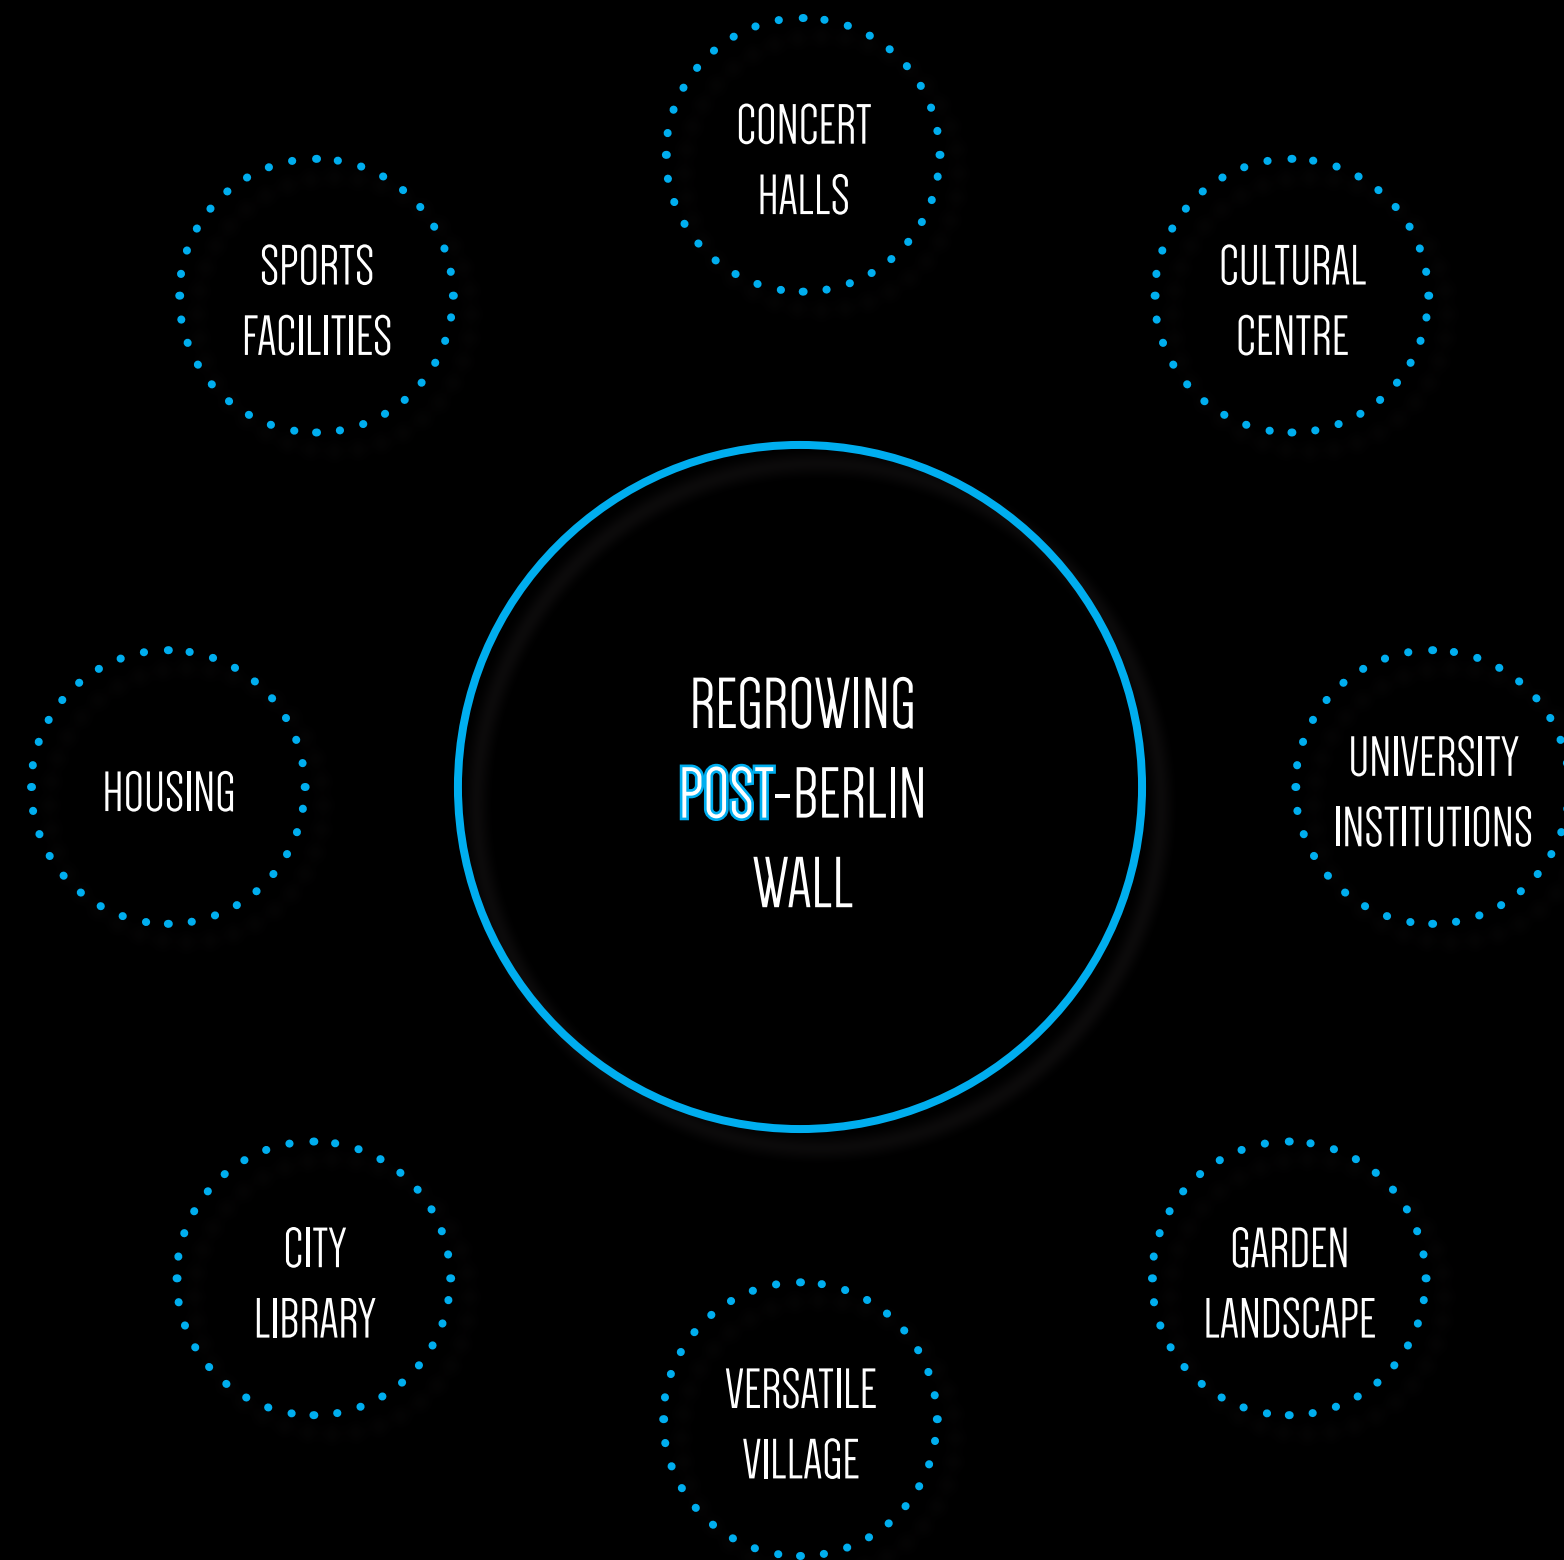 CONCERT
HALLS
SPORTS
FACILITIES
CULTURAL
CENTRE
REGROWING
POST-BERLIN
WALL
HOUSING
UNIVERSITY
INSTITUTIONS
CITY
LIBRARY
GARDEN
LANDSCAPE
VERSATILE
VILLAGE